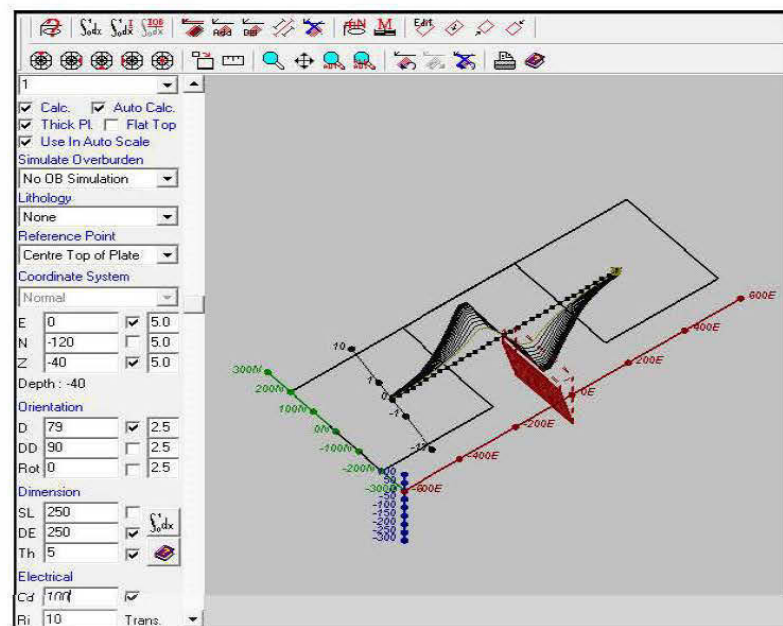 Edit
Add
Del
1
Calc. Auto Calc.
Thick Pl. Flat Top
Use In Auto Scale
Simulate Overburden
No OB Simulation
Lithology
None
Reference Point
Centre Top of Plate
Coordinate System
Normal
E 0 5.0
N -120 5.0
Z -40 5.0
Depth : -40
Orientation
D 79 2.5
DD 90 2.5
Rot 0 2.5
Dimension
SL 250
DE 250
Th 5
Electrical
Cd 100
Ri 10 Trans.
600E
400E
200E
0E
-200E
-400E
-600E
300N
200N
100N
0N
-100N
-200N
10
1
0
-1
50
-100
-150
-200
-250
-300